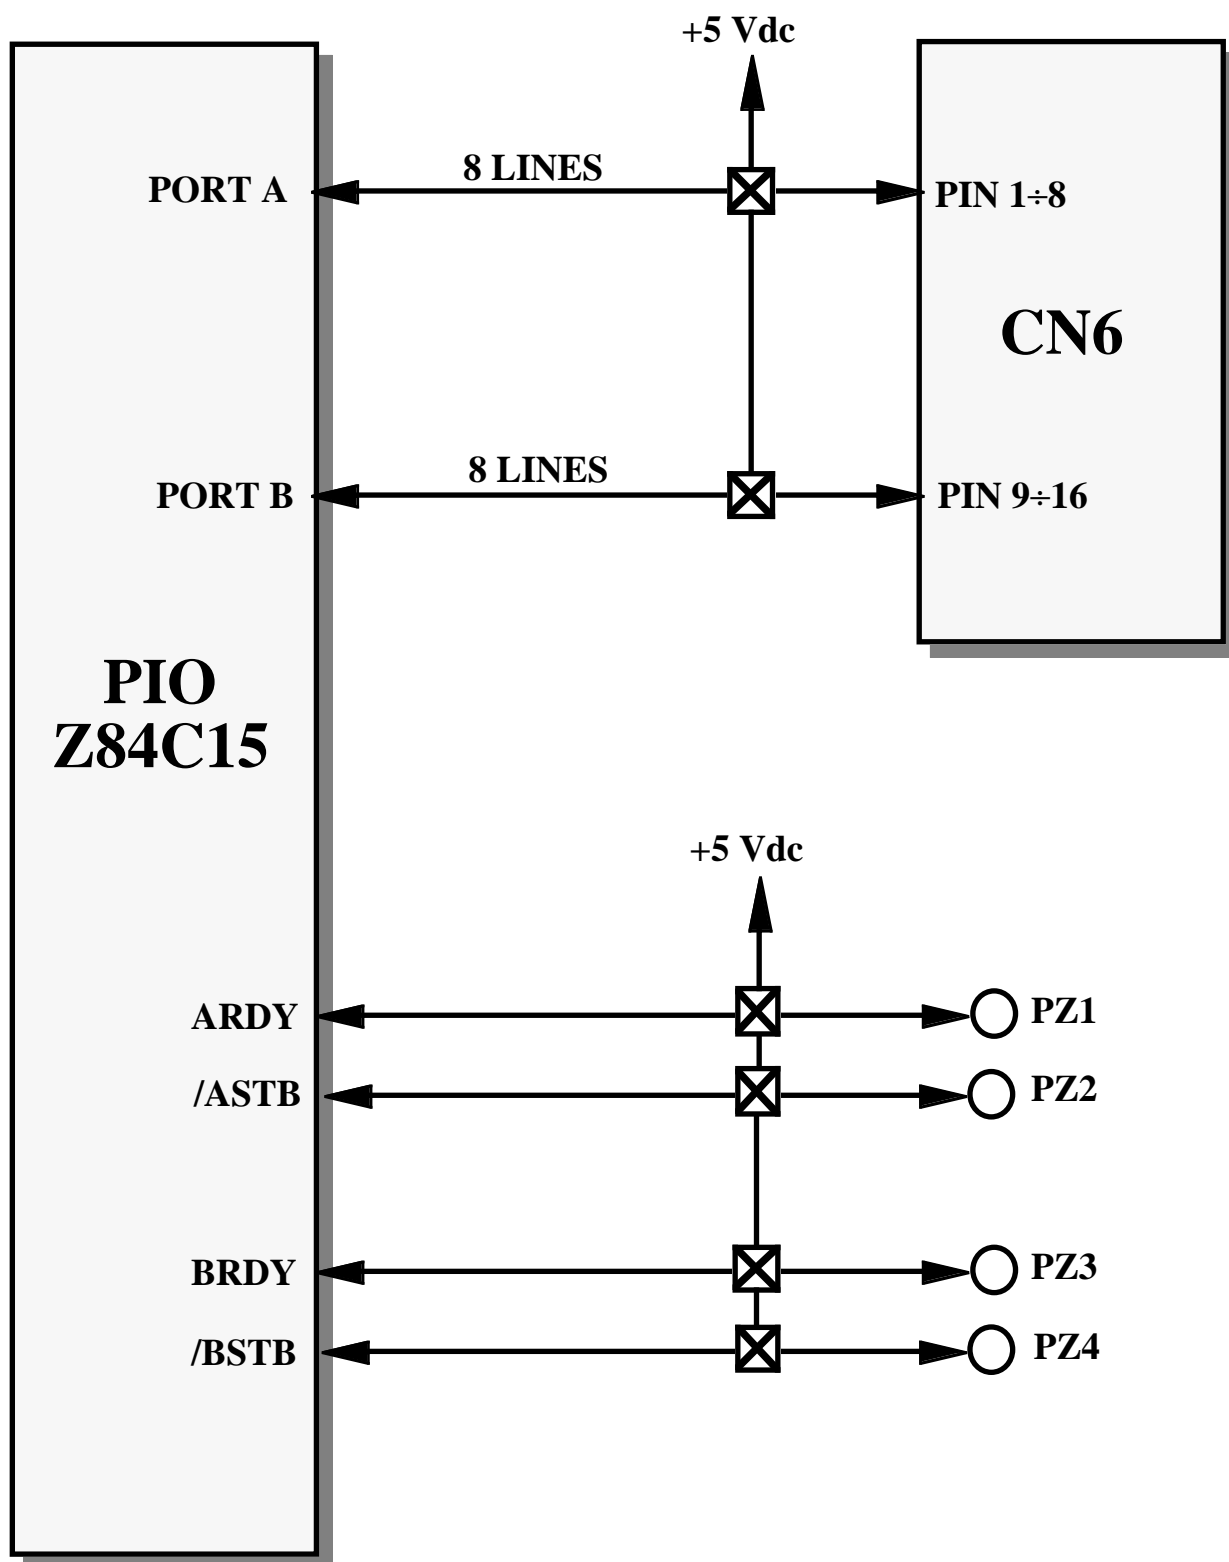 +5 Vdc
PORT A
8 LINES
PIN 1÷8
CN6
PORT B
8 LINES
PIN 9÷16
PIO
Z84C15
+5 Vdc
ARDY
PZ1
/ASTB
PZ2
BRDY
PZ3
/BSTB
PZ4